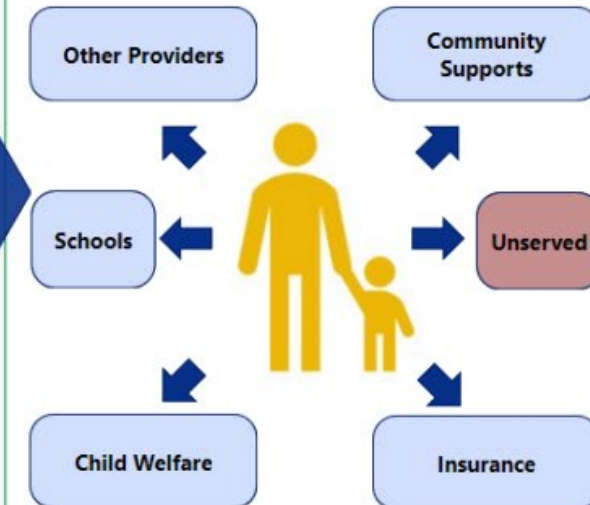 Other Providers
Community
Supports
Schools
Unserved
Child Welfare
Insurance